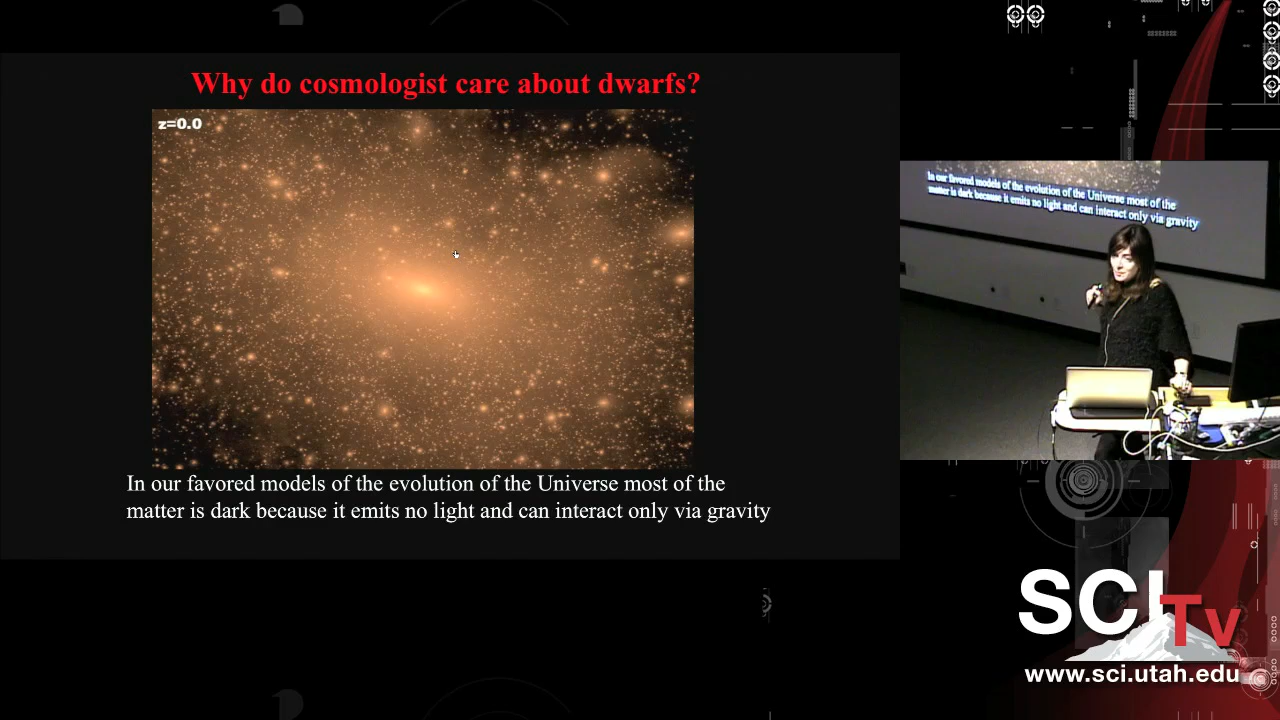 Why do cosmologist care about dwarfs?
z=0.0
In our favored models of the evolution of the Universe most of the
matter is dark because it emits no light and can interact only via gravity
In our favored models of the evolution of the Universe most of the
matter is dark because it emits no light and can interact only via gravity
SCI
Tv
www.sci.utah.edu